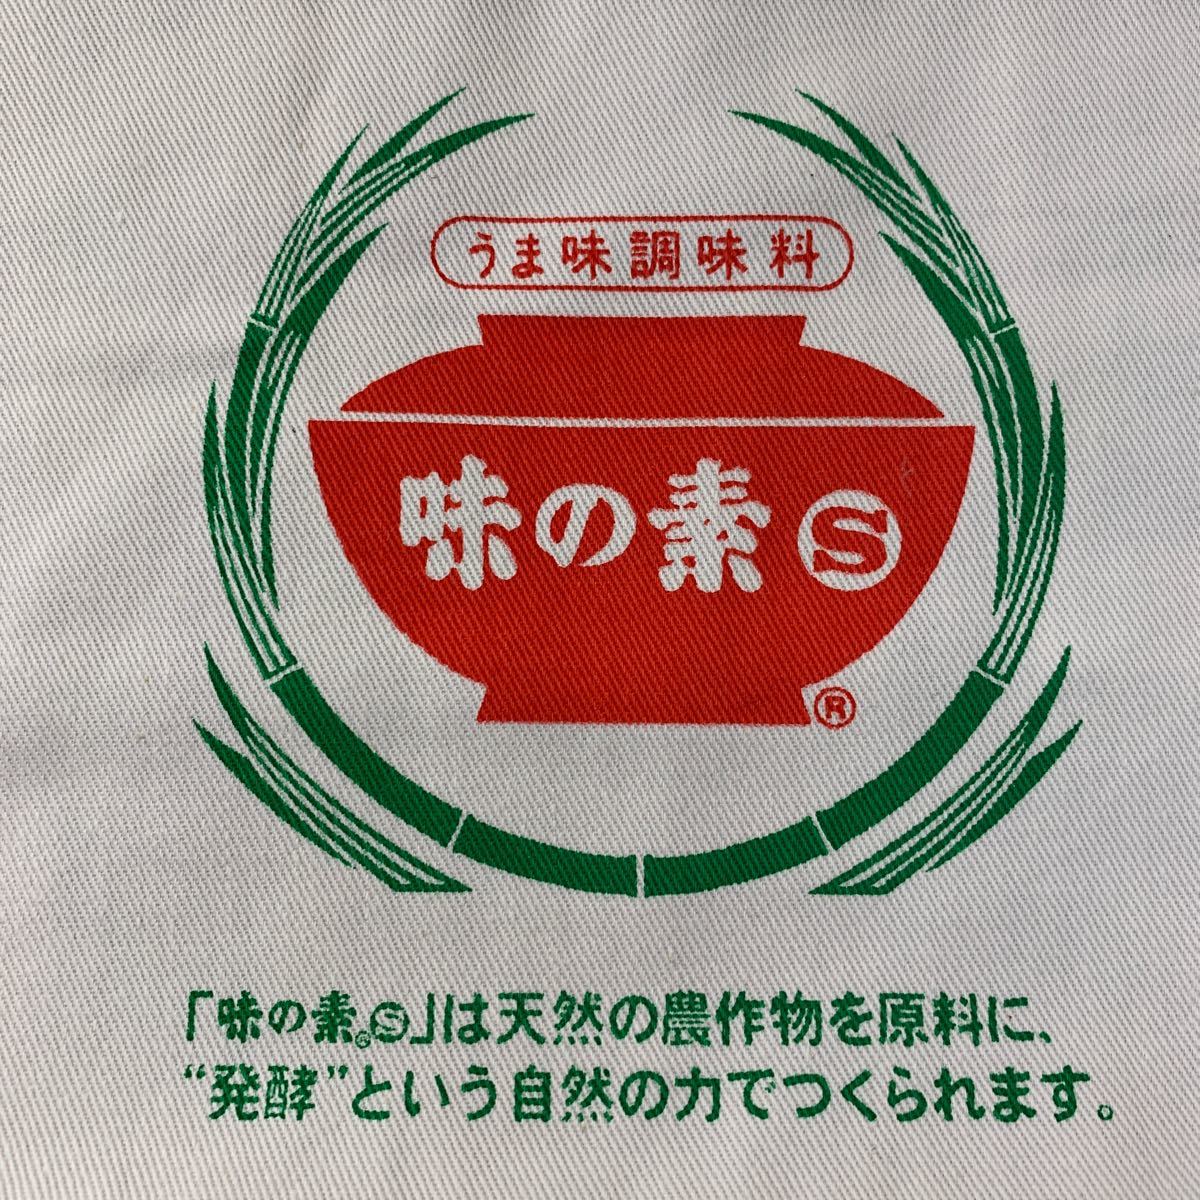 うま味調味料
味の素Ⓢ
®
「味の素®Ⓢ」は天然の農作物を原料に、
“発酵”という自然の力でつくられます。